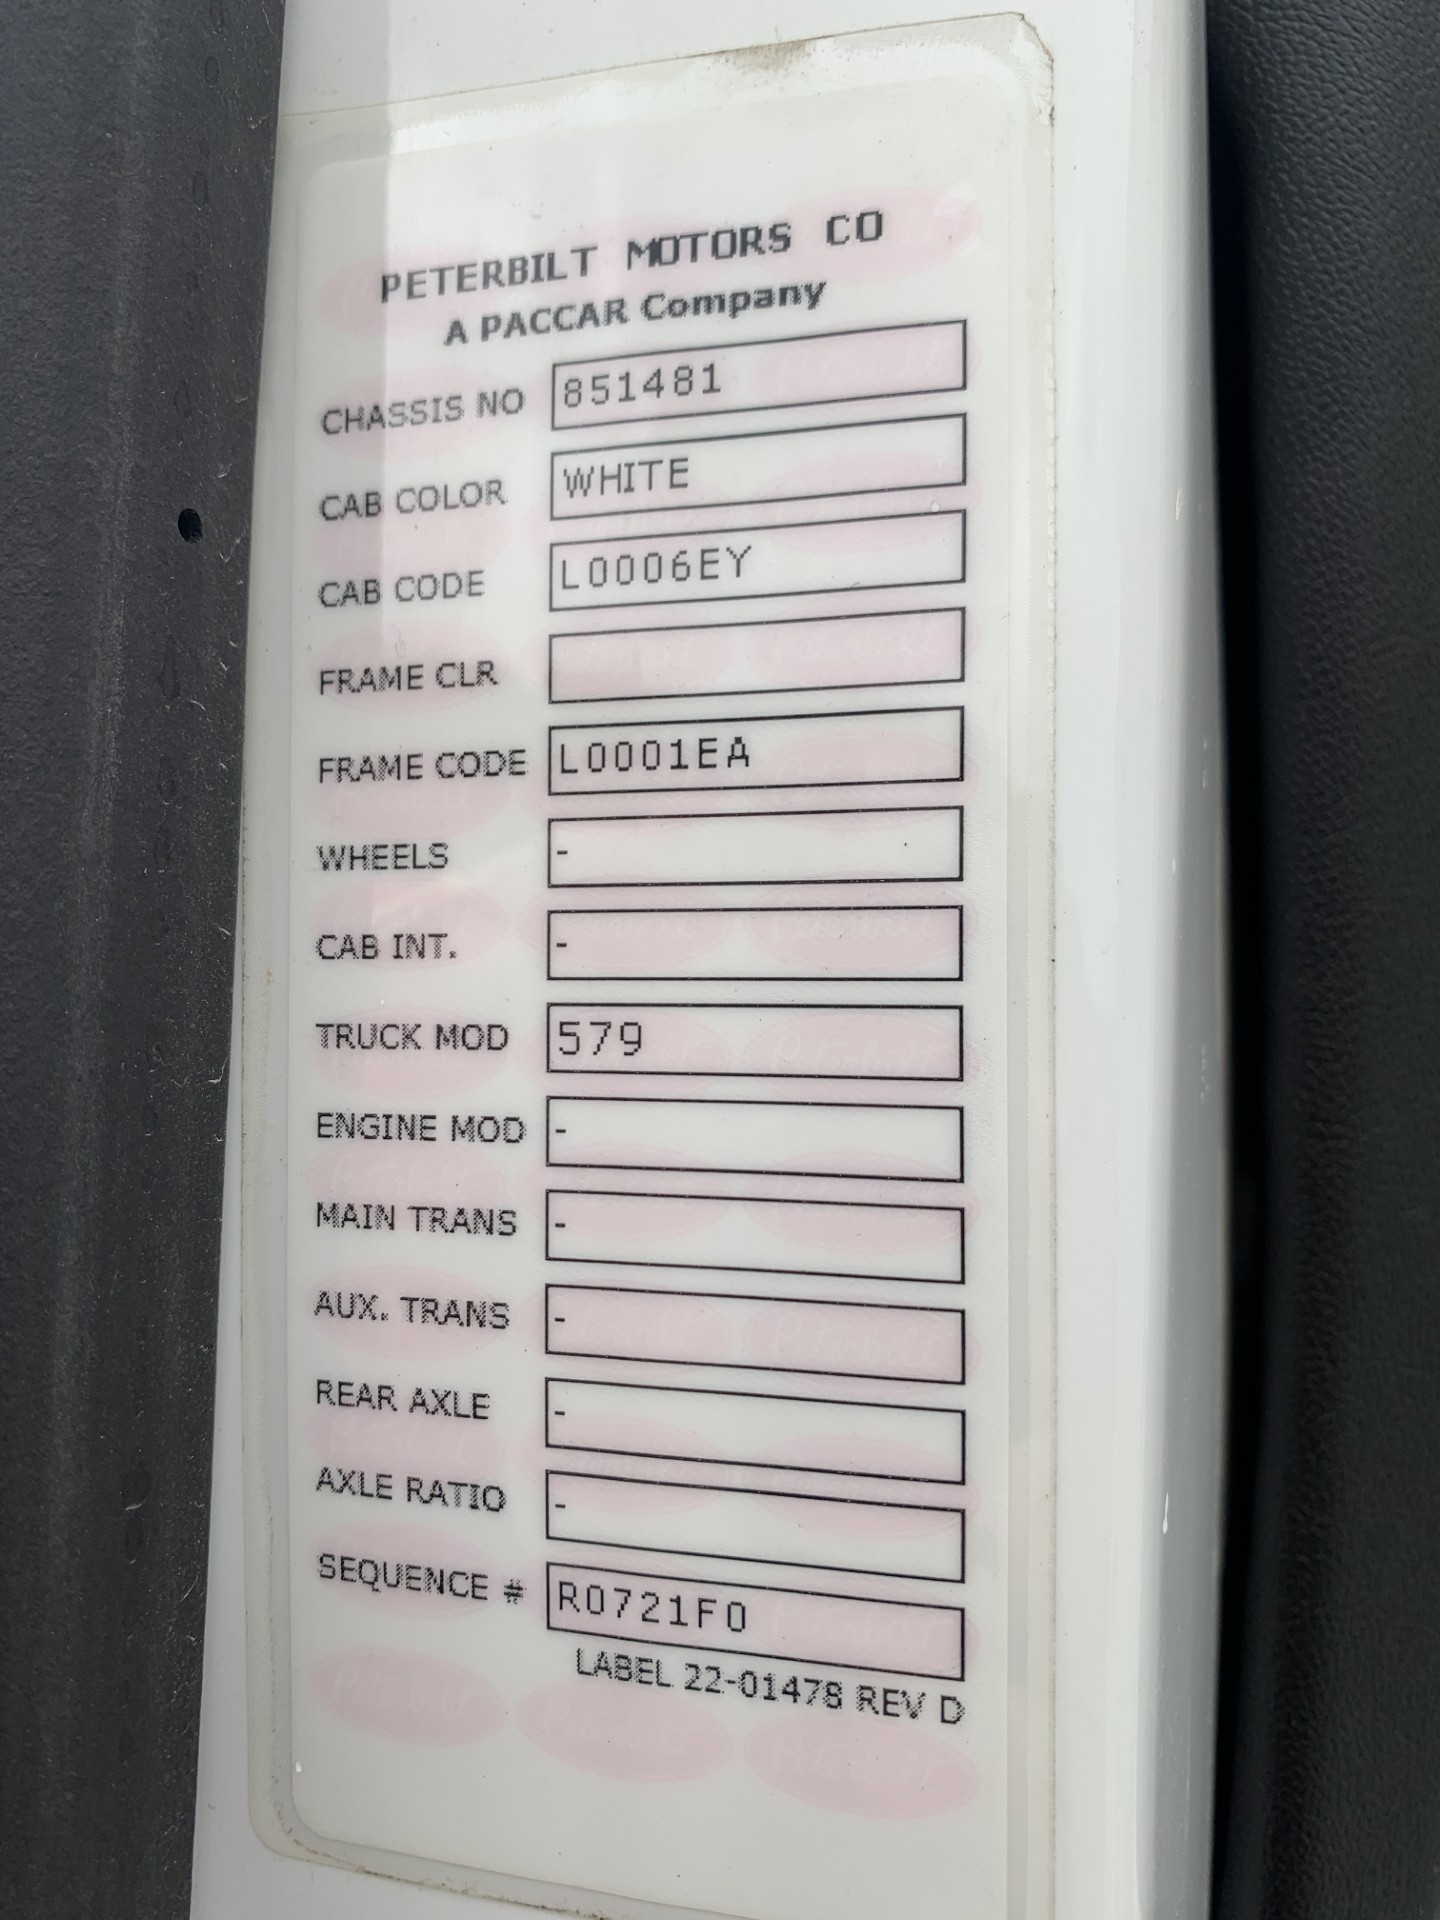 PETERBILT MOTORS CO
A PACCAR Company
CHASSIS NO 851481
CAB COLOR WHITE
CAB CODE L0006EY
FRAME CLR
FRAME CODE L0001EA
WHEELS -
CAB INT. -
TRUCK MOD 579
ENGINE MOD -
MAIN TRANS -
AUX. TRANS -
REAR AXLE -
AXLE RATIO -
SEQUENCE # R0721F0
LABEL 22-01478 REV D